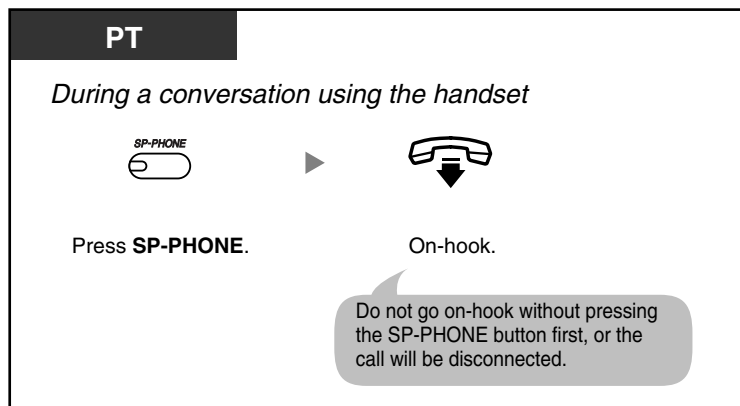 PT
During a conversation using the handset
SP-PHONE
Press SP-PHONE.
On-hook.
Do not go on-hook without pressing
the SP-PHONE button first, or the
call will be disconnected.